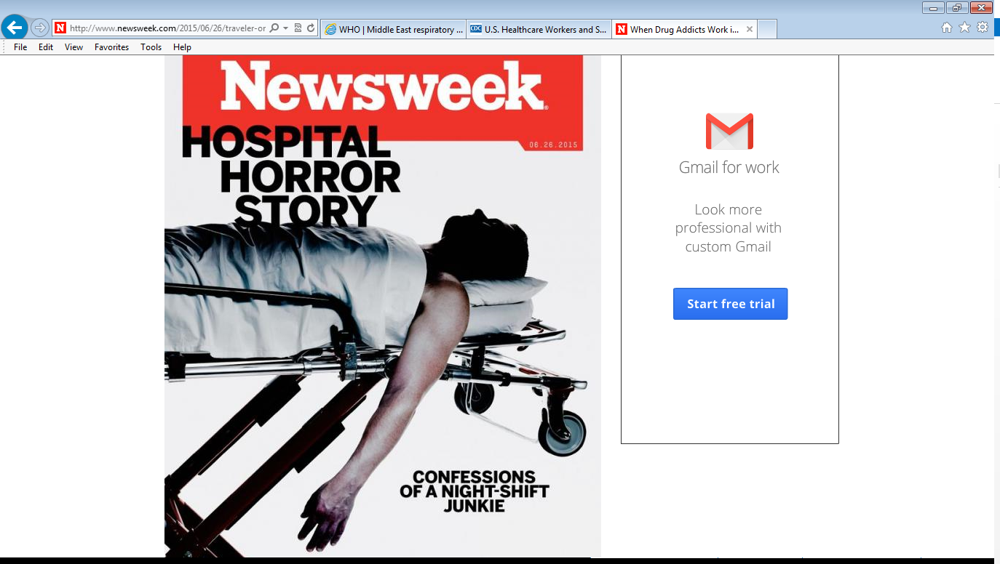 http://www.newsweek.com/2015/06/26/traveler-or
WHO | Middle East respiratory ...
CDC
U.S. Healthcare Workers and S...
N
When Drug Addicts Work i...
File Edit View Favorites Tools Help
Newsweek
06.26.2015
HOSPITAL
HORROR
STORY
CONFESSIONS
OF A NIGHT-SHIFT
JUNKIE
Gmail for work
Look more
professional with
custom Gmail
Start free trial